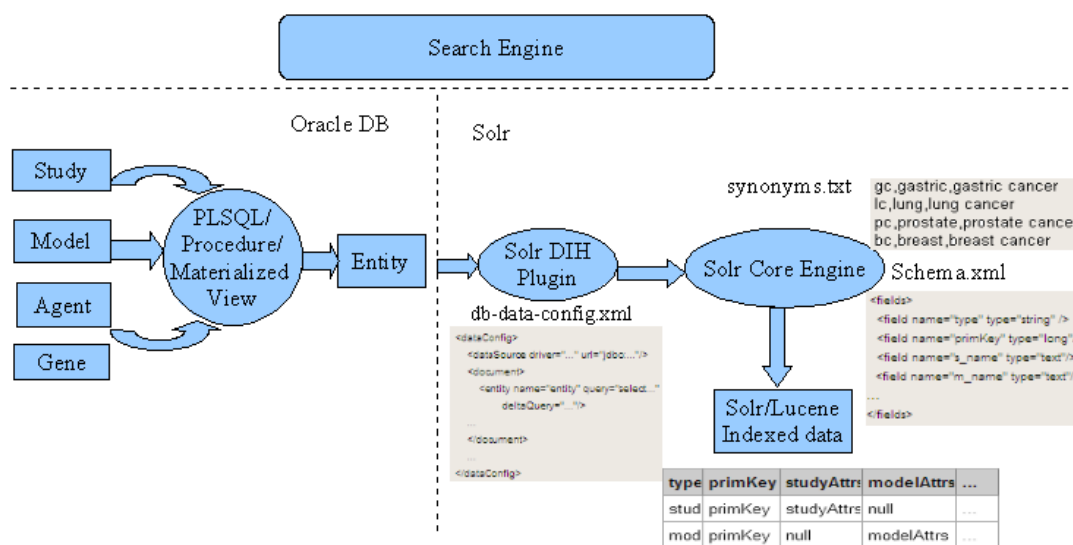 Search Engine
Oracle DB
Solr
Study
Model
Agent
Gene
PLSQL/
Procedure/
Materialized
View
Entity
Solr DIH
Plugin
db-data-config.xml
<dataConfig>
<dataSource driver="..." url="jdbc:..."/>
<document>
<entity name="entity" query="select..."
deltaQuery="..."/>
...
</document>
...
</dataConfig>
Solr Core Engine
synonyms.txt
gc,gastric,gastric cancer
lc,lung,lung cancer
pc,prostate,prostate cance
bc,breast,breast cancer
Schema.xml
<fields>
<field name="type" type="string" />
<field name="primKey" type="long"/
<field name="s_name" type="text"/>
<field name="m_name" type="text"/
...
</fields>
Solr/Lucene
Indexed data
type primKey studyAttrs modelAttrs ...
stud primKey studyAttrs null ...
mod primKey null modelAttrs ...